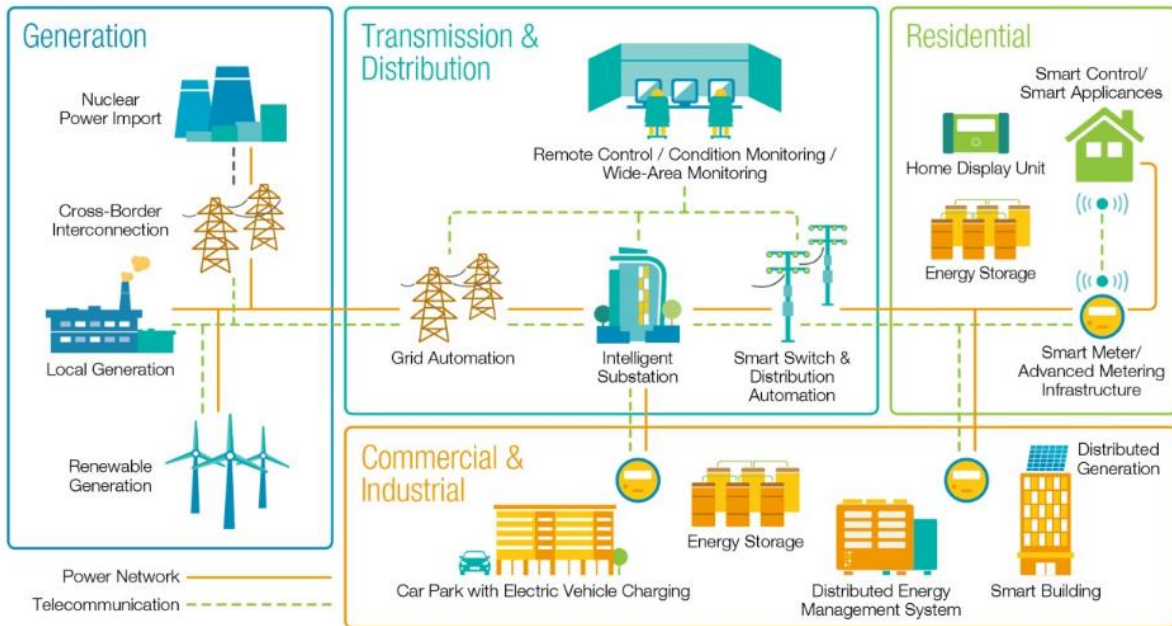 Generation
Nuclear
Power Import
Cross-Border
Interconnection
Local Generation
Renewable
Generation
Power Network
Telecommunication
Transmission &
Distribution
Remote Control / Condition Monitoring /
Wide-Area Monitoring
Grid Automation
Intelligent
Substation
Smart Switch &
Distribution
Automation
Residential
Smart Control/
Smart Applicances
Home Display Unit
Energy Storage
Smart Meter/
Advanced Metering
Infrastructure
Commercial &
Industrial
Car Park with Electric Vehicle Charging
Energy Storage
Distributed Energy
Management System
Distributed
Generation
Smart Building